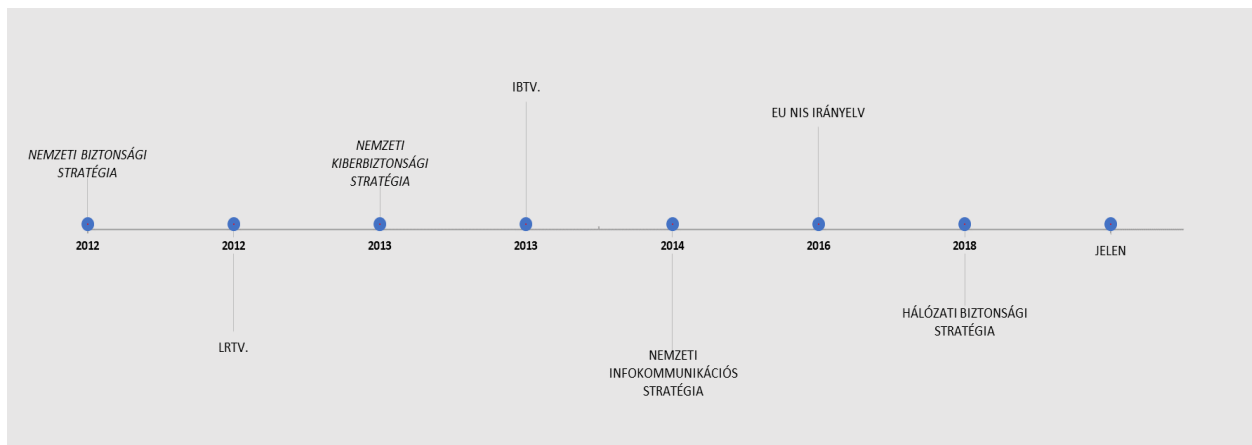 IBTV.
EU NIS IRÁNYELV
NEMZETI BIZTONSÁGI
STRATÉGIA
NEMZETI
KIBERBIZTONSÁGI
STRATÉGIA
2012
2012
2013
2013
2014
2016
2018
JELEN
LRTV.
NEMZETI
INFOKOMMUNIKÁCIÓS
STRATÉGIA
HÁLÓZATI BIZTONSÁGI
STRATÉGIA